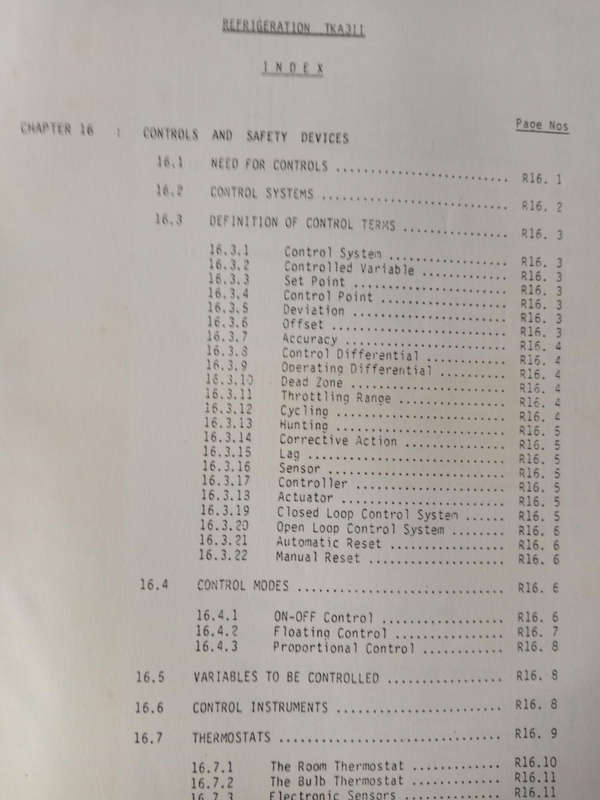 REFRIGERATION TKA311
I N D E X
Page Nos
CHAPTER 16 : CONTROLS AND SAFETY DEVICES
16.1 NEED FOR CONTROLS ........................... R16. 1
16.2 CONTROL SYSTEMS ............................. R16. 2
16.3 DEFINITION OF CONTROL TERMS ................ R16. 3
16.3.1 Control System ................ R16. 3
16.3.2 Controlled Variable ............ R16. 3
16.3.3 Set Point ..................... R16. 3
16.3.4 Control Point .................. R16. 3
16.3.5 Deviation ..................... R16. 3
16.3.6 Offset ........................ R16. 3
16.3.7 Accuracy ...................... R16. 4
16.3.8 Control Differential ........... R16. 4
16.3.9 Operating Differential ......... R16. 4
16.3.10 Dead Zone ..................... R16. 4
16.3.11 Throttling Range ............... R16. 4
16.3.12 Cycling ....................... R16. 4
16.3.13 Hunting ....................... R16. 5
16.3.14 Corrective Action .............. R16. 5
16.3.15 Lag ........................... R16. 5
16.3.16 Sensor ........................ R16. 5
16.3.17 Controller .................... R16. 5
16.3.18 Actuator ...................... R16. 5
16.3.19 Closed Loop Control System ...... R16. 5
16.3.20 Open Loop Control System ....... R16. 6
16.3.21 Automatic Reset ................ R16. 6
16.3.22 Manual Reset ................... R16. 6
16.4 CONTROL MODES ................................ R16. 6
16.4.1 ON-OFF Control ................. R16. 6
16.4.2 Floating Control ............... R16. 7
16.4.3 Proportional Control ............ R16. 8
16.5 VARIABLES TO BE CONTROLLED ................. R16. 8
16.6 CONTROL INSTRUMENTS ........................ R16. 8
16.7 THERMOSTATS ................................ R16. 9
16.7.1 The Room Thermostat ............. R16.10
16.7.2 The Bulb Thermostat ............. R16.11
16.7.3 Electronic Sensors .............. R16.11